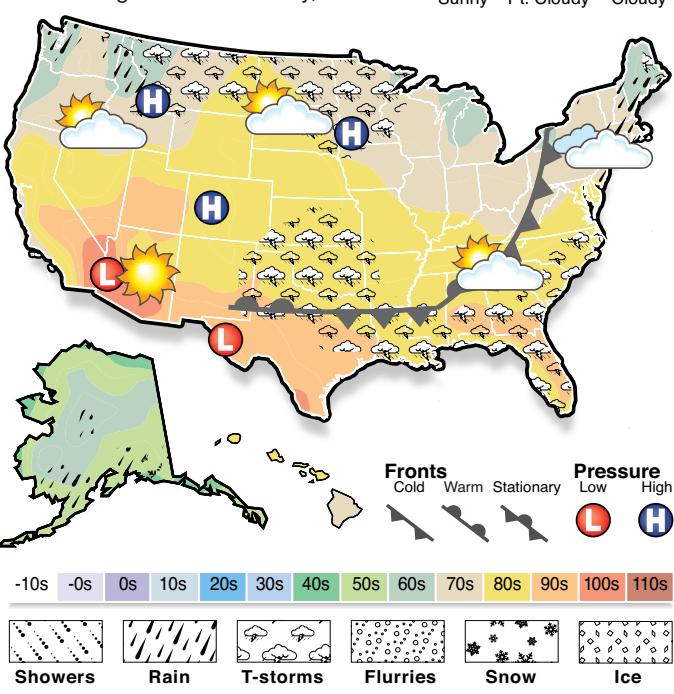 Sunny Pt. Cloudy Cloudy
H
H
H
L
L
Fronts
Cold Warm Stationary
Pressure
Low High
L H
-10s -0s 0s 10s 20s 30s 40s 50s 60s 70s 80s 90s 100s 110s
Showers Rain T-storms Flurries Snow Ice